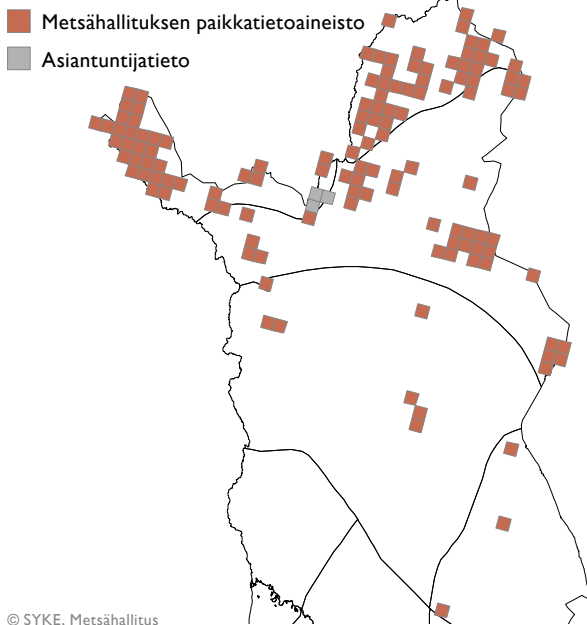 Metsähallituksen paikkatietoaineisto
Asiantuntijatieto
© SYKE, Metsähallitus